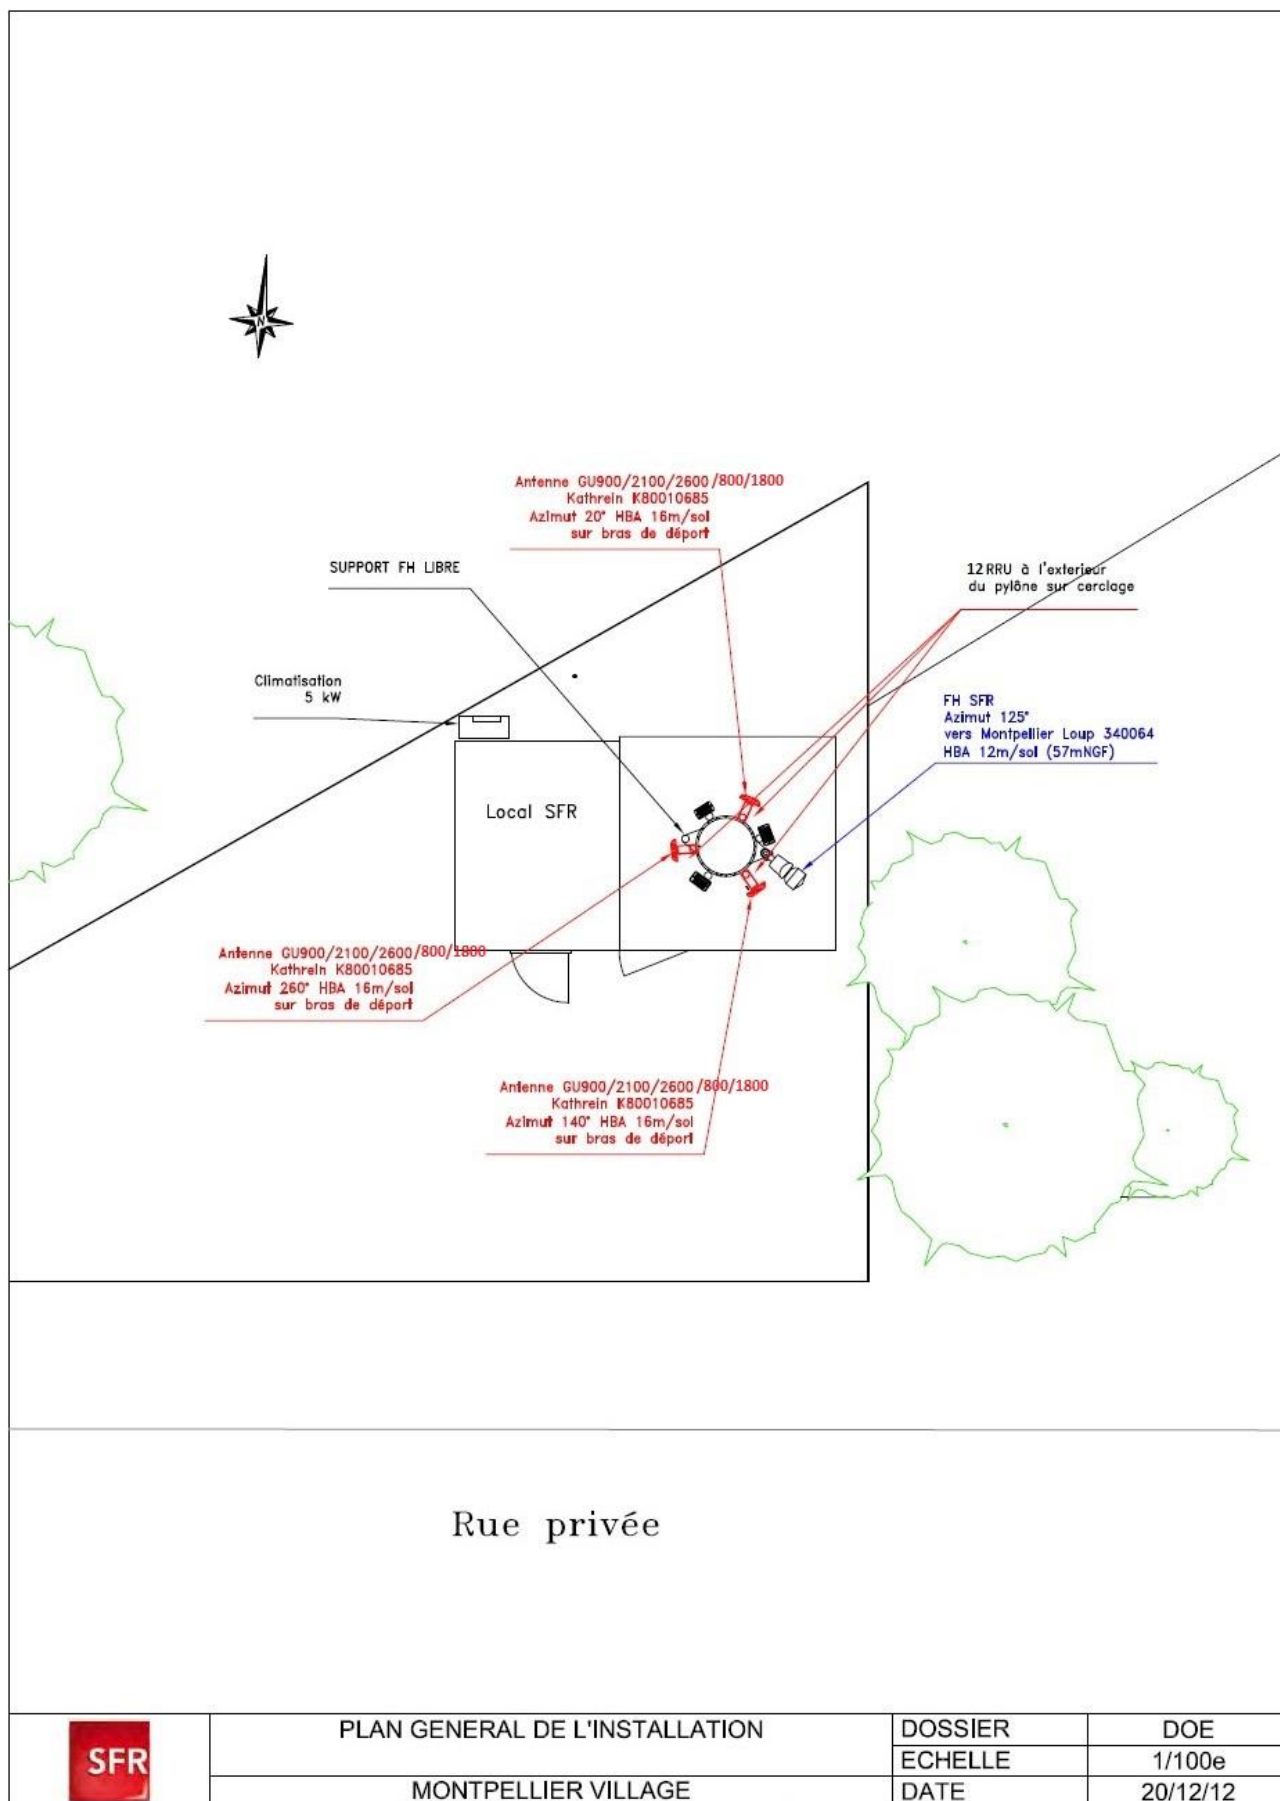 N
Antenne GU900/2100/2600/800/1800
Kathrein K80010685
Azimut 20° HBA 16m/sol
sur bras de déport
SUPPORT FH LIBRE
12 RRU à l'exterieur
du pylône sur cerclage
Climatisation
5 kW
FH SFR
Azimut 125°
vers Montpellier Loup 340064
HBA 12m/sol (57mNGF)
Local SFR
Antenne GU900/2100/2600/800/1800
Kathrein K80010685
Azimut 260° HBA 16m/sol
sur bras de déport
Antenne GU900/2100/2600/800/1800
Kathrein K80010685
Azimut 140° HBA 16m/sol
sur bras de déport
Rue privée
SFR
PLAN GENERAL DE L'INSTALLATION
MONTPELLIER VILLAGE
DOSSIER DOE
ECHELLE 1/100e
DATE 20/12/12